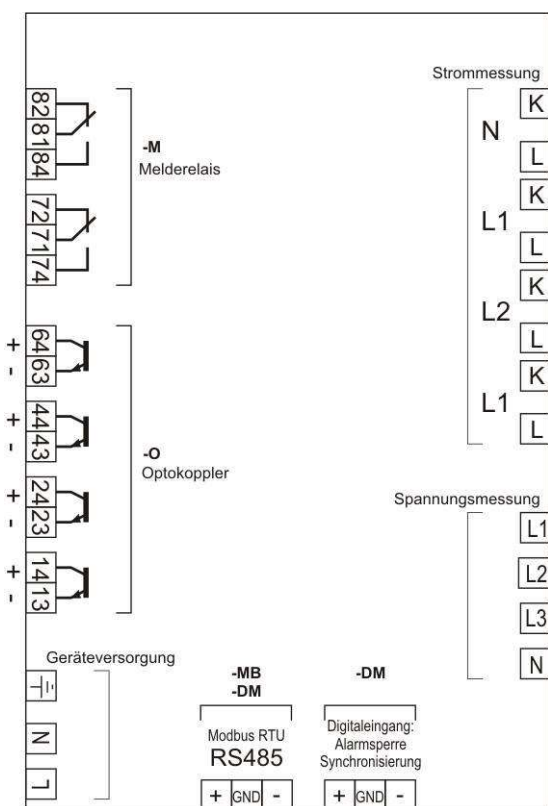 82
81
84
-M
Melderelais
72
71
74
+ 64
- 63
+ 44
- 43
-O
Optokoppler
+ 24
- 23
+ 14
- 13
Geräteversorgung
N
L
Strommessung
N
K
L
L1
K
L
L2
K
L
L1
K
L
Spannungsmessung
L1
L2
L3
N
-MB
-DM
Modbus RTU
RS485
+ GND -
-DM
Digitaleingang:
Alarmsperre
Synchronisierung
+ GND -